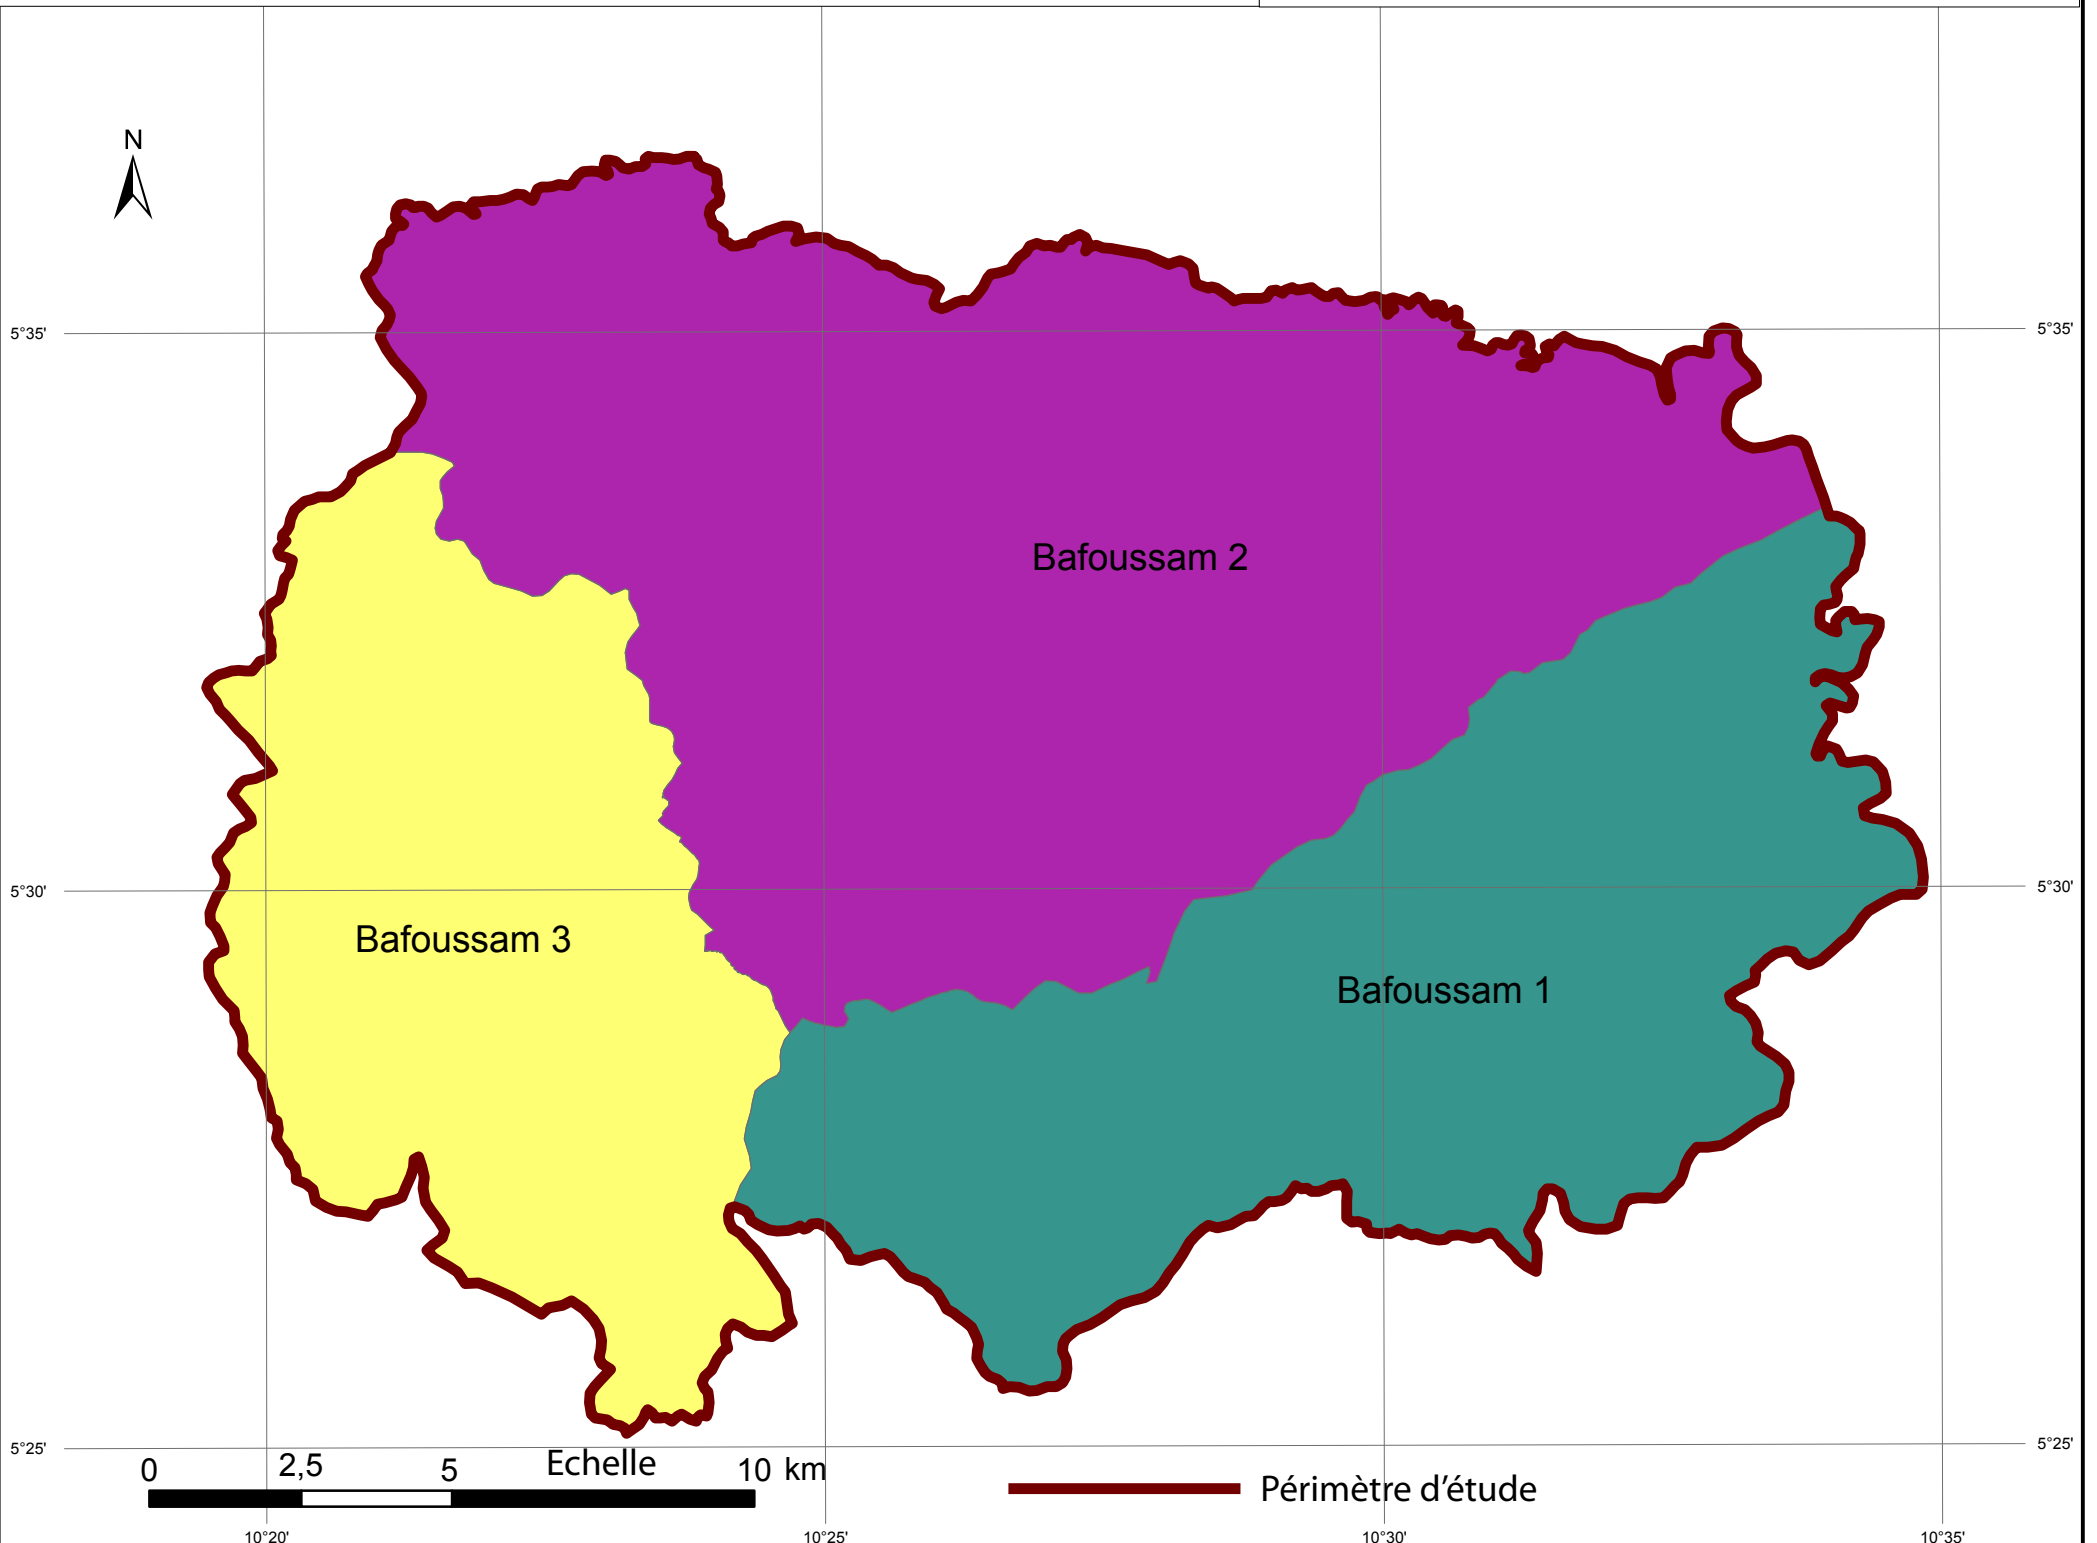 N
5°35'
5°35'
Bafoussam 2
5°30'
5°30'
Bafoussam 3
Bafoussam 1
5°25'
5°25'
0 2,5 5 Echelle 10 km
Périmètre d'étude
10°20' 10°25' 10°30' 10°35'